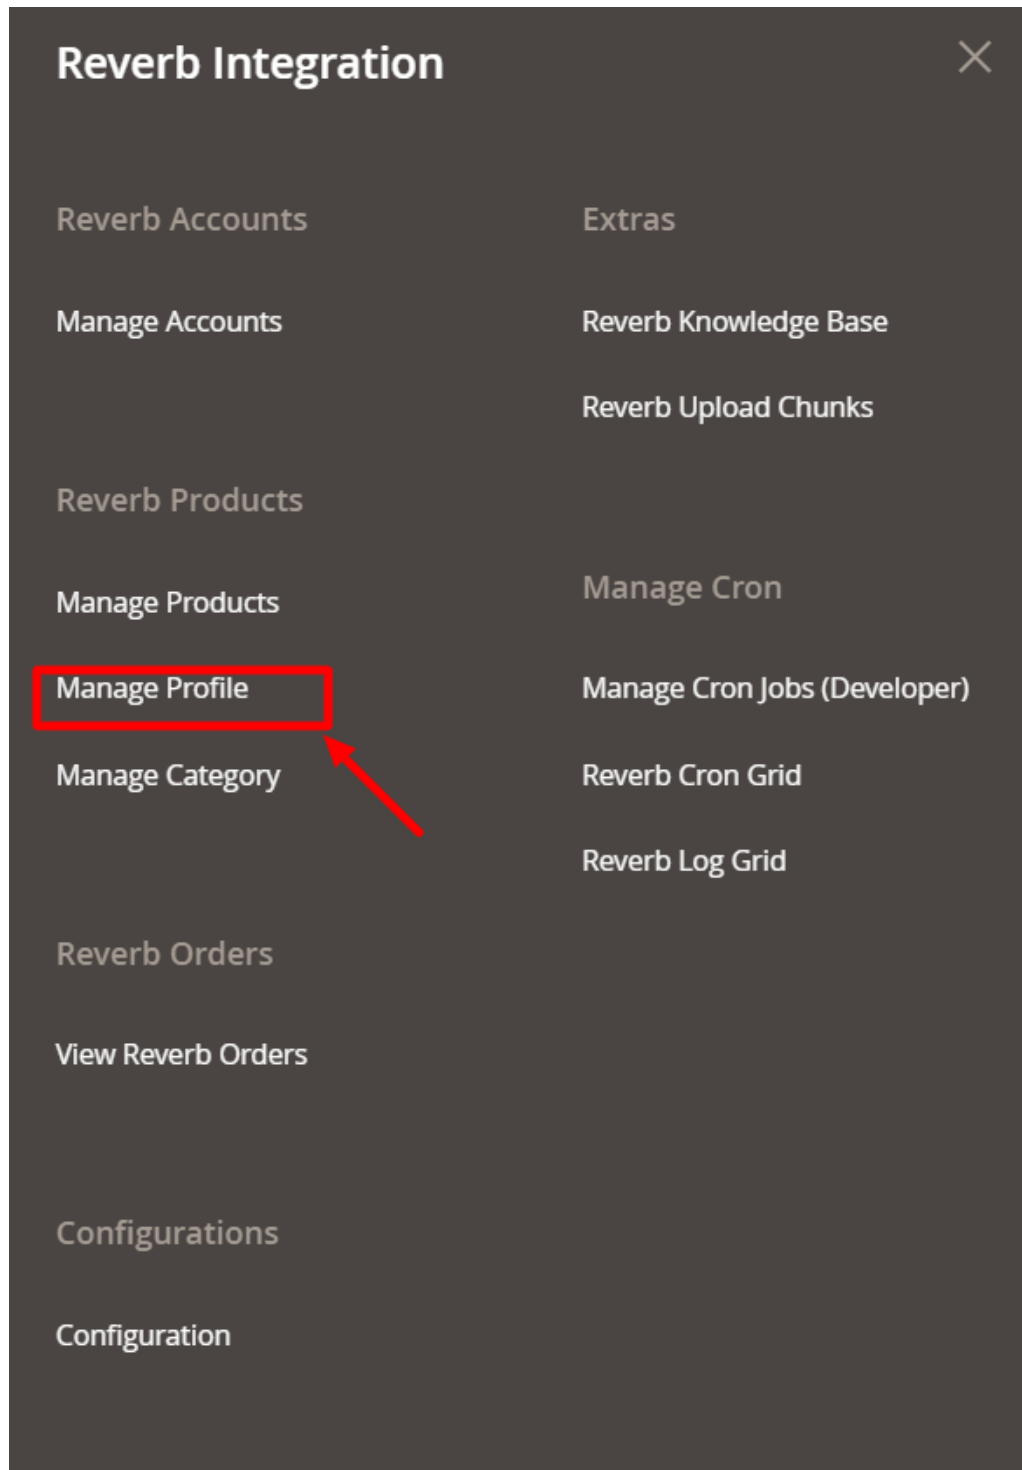 Reverb Integration
Reverb Accounts
Manage Accounts
Reverb Products
Manage Products
Manage Profile
Manage Category
Reverb Orders
View Reverb Orders
Configurations
Configuration
Extras
Reverb Knowledge Base
Reverb Upload Chunks
Manage Cron
Manage Cron Jobs (Developer)
Reverb Cron Grid
Reverb Log Grid